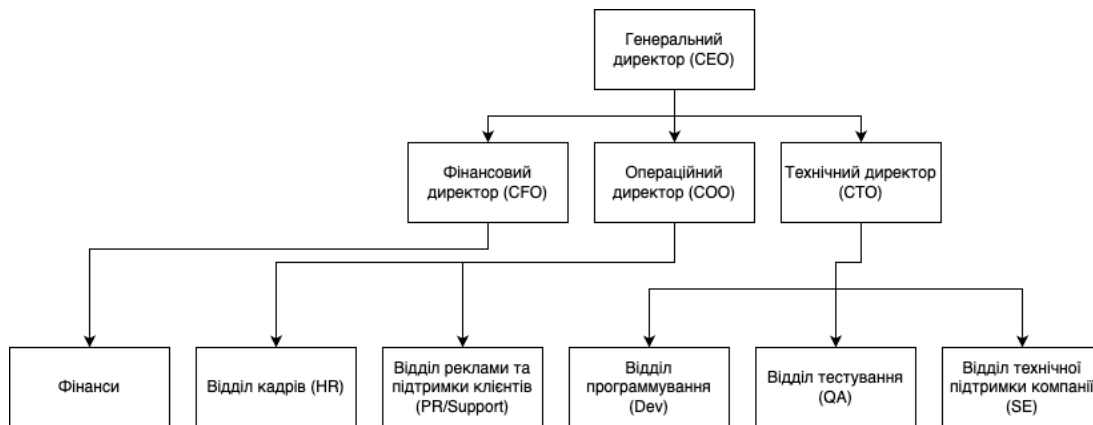 Генеральний
директор (CEO)
Фінансовий
директор (CFO)
Операційний
директор (COO)
Технічний директор
(CTO)
Фінанси
Відділ кадрів (HR)
Відділ реклами та
підтримки клієнтів
(PR/Support)
Відділ
программування
(Dev)
Відділ тестування
(QA)
Відділ технічної
підтримки компанії
(SE)